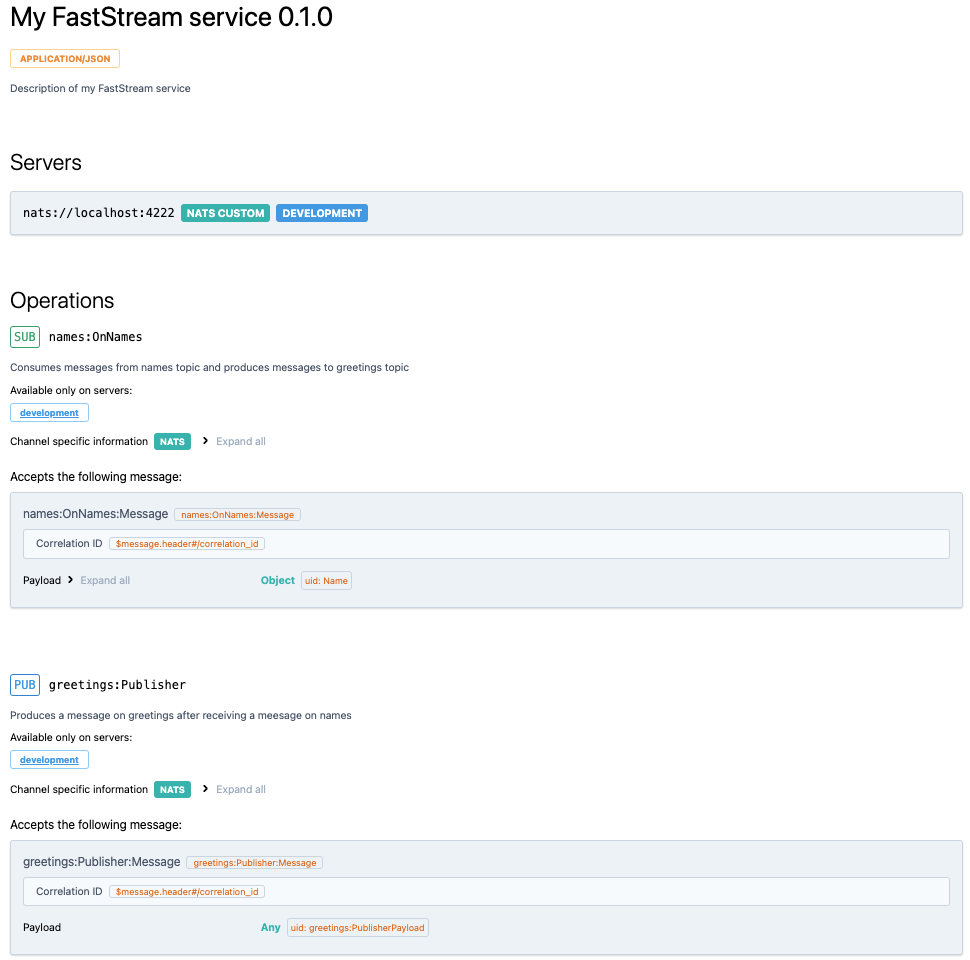 My FastStream service 0.1.0
APPLICATION/JSON
Description of my FastStream service
Servers
nats://localhost:4222 NATS CUSTOM DEVELOPMENT
Operations
SUB names:OnNames
Consumes messages from names topic and produces messages to greetings topic
Available only on servers:
development
Channel specific information NATS Expand all
Accepts the following message:
names:OnNames:Message names:OnNames:Message
Correlation ID $message.header#/correlation_id
Payload Expand all Object uid: Name
PUB greetings:Publisher
Produces a message on greetings after receiving a meesage on names
Available only on servers:
development
Channel specific information NATS Expand all
Accepts the following message:
greetings:Publisher:Message greetings:Publisher:Message
Correlation ID $message.header#/correlation_id
Payload Any uid: greetings:PublisherPayload